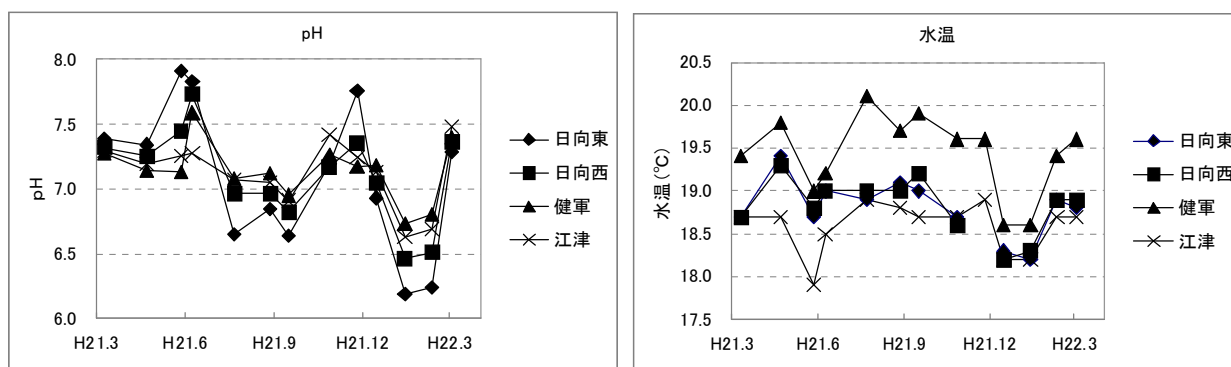 pH
8.0
7.5
7.0
6.5
6.0
pH
H21.3
H21.6
H21.9
H21.12
H22.3
日向東
日向西
健軍
江津
水温
20.5
20.0
19.5
19.0
18.5
18.0
17.5
水温(℃)
H21.3
H21.6
H21.9
H21.12
H22.3
日向東
日向西
健軍
江津